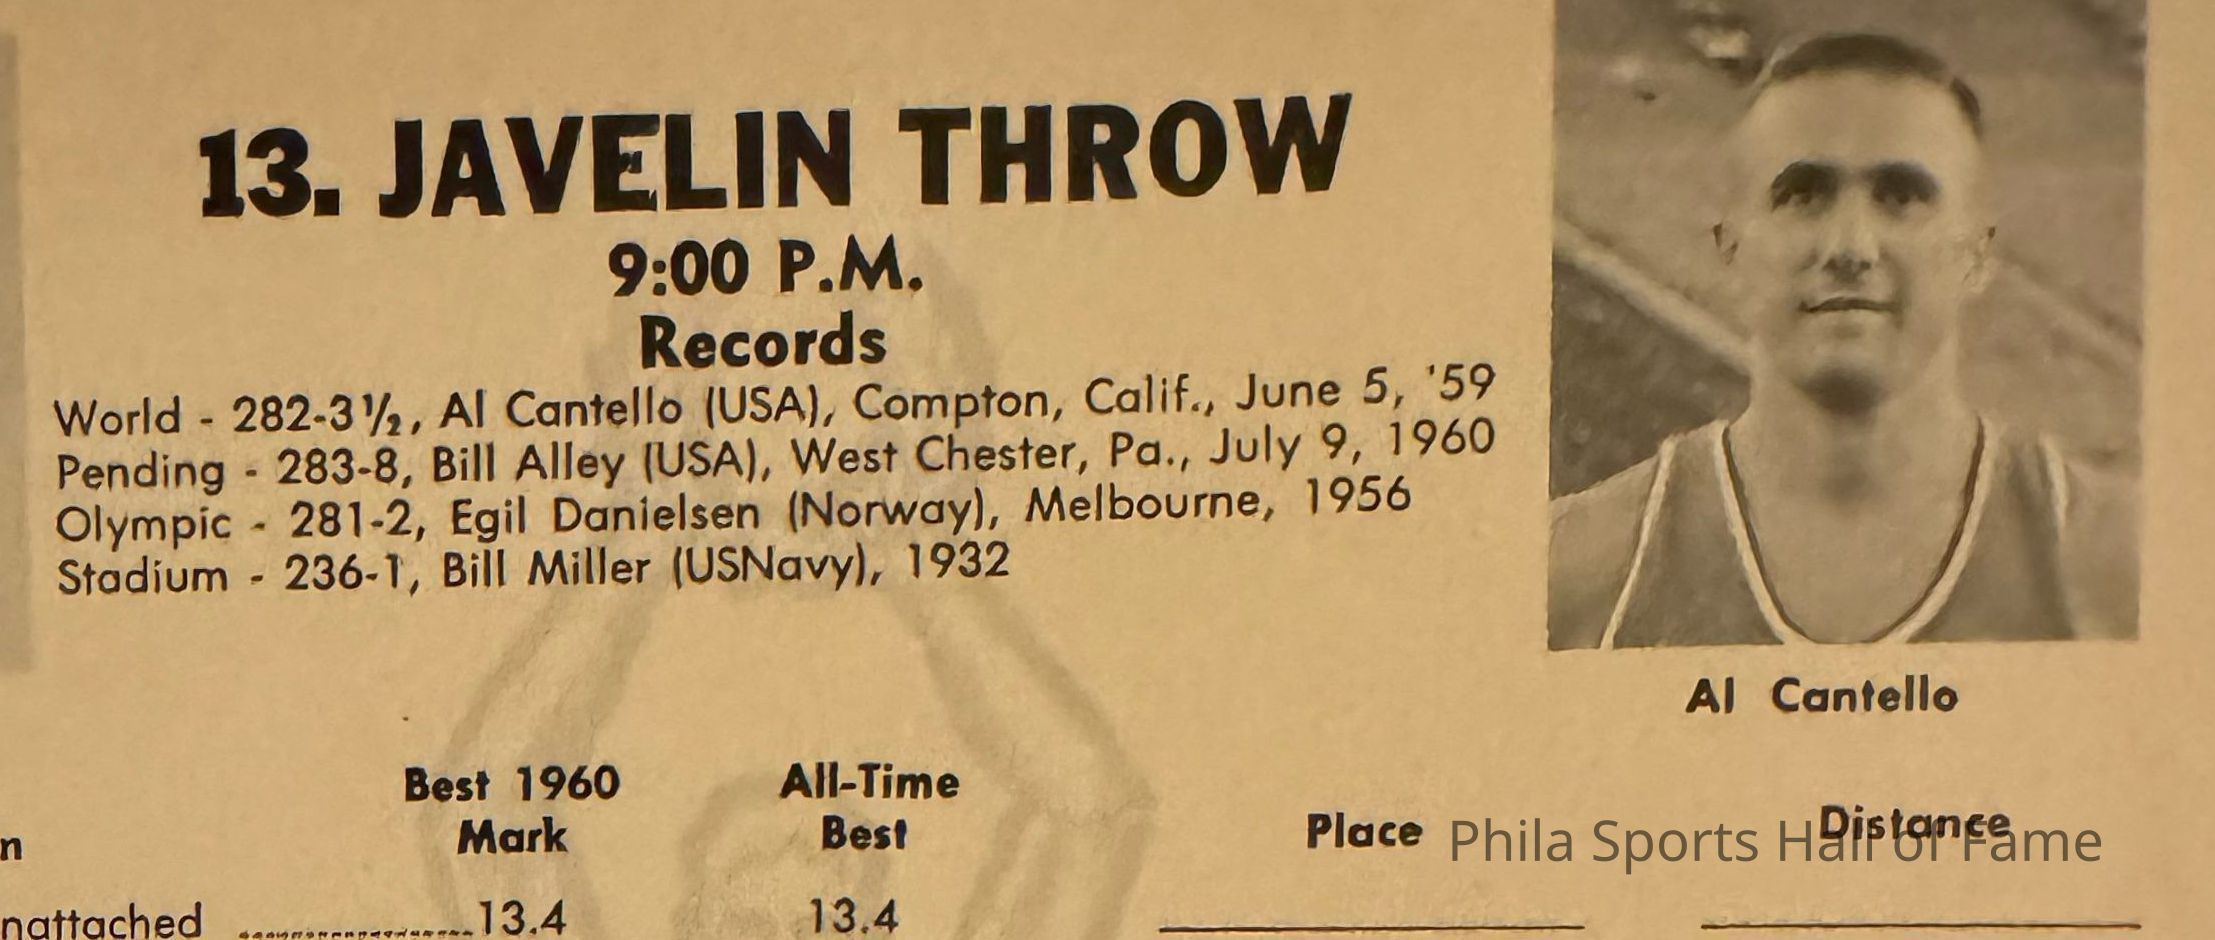 13. JAVELIN THROW
9:00 P.M.
Records
World - 282-3½, Al Cantello (USA), Compton, Calif., June 5, '59
Pending - 283-8, Bill Alley (USA), West Chester, Pa., July 9, 1960
Olympic - 281-2, Egil Danielsen (Norway), Melbourne, 1956
Stadium - 236-1, Bill Miller (USNavy), 1932
Al Cantello
Best 1960 All-Time
n Mark Best Place Distance
Phila Sports Hall of Fame
nattached 13.4 13.4